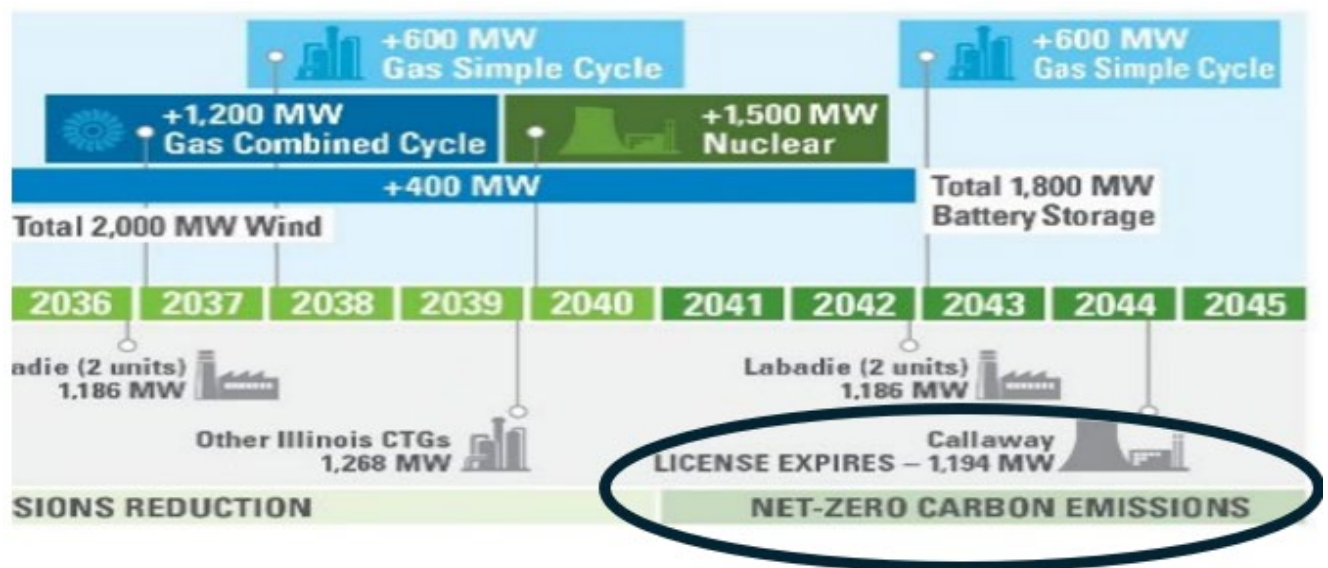 +600 MW
Gas Simple Cycle
+600 MW
Gas Simple Cycle
+1,200 MW
Gas Combined Cycle
+1,500 MW
Nuclear
+400 MW
Total 2,000 MW Wind
Total 1,800 MW
Battery Storage
2036 2037 2038 2039 2040 2041 2042 2043 2044 2045
adie (2 units)
1,186 MW
Labadie (2 units)
1,186 MW
Other Illinois CTGs
1,268 MW
Callaway
LICENSE EXPIRES – 1,194 MW
SIONS REDUCTION
NET-ZERO CARBON EMISSIONS